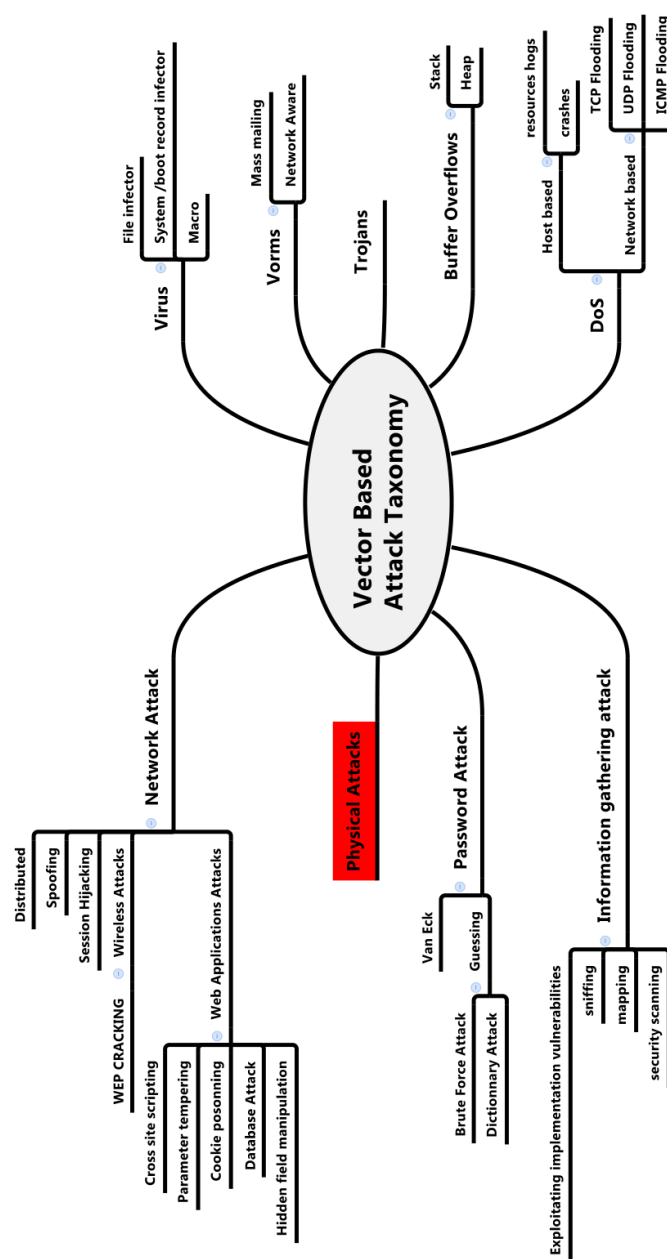 Vector Based
Attack Taxonomy
Virus
File infector
System /boot record infector
Macro
Vorms
Mass mailing
Network Aware
Trojans
Buffer Overflows
Stack
Heap
DoS
Host based
resources hogs
crashes
Network based
TCP Flooding
UDP Flooding
ICMP Flooding
Network Attack
Distributed
Spoofing
Session Hijacking
Wireless Attacks
WEP CRACKING
Web Applications Attacks
Cross site scripting
Parameter tempering
Cookie posonning
Database Attack
Hidden field manipulation
Physical Attacks
Password Attack
Van Eck
Guessing
Brute Force Attack
Dictionnary Attack
Information gathering attack
Exploitating implementation vulnerabilities
sniffing
mapping
security scanning